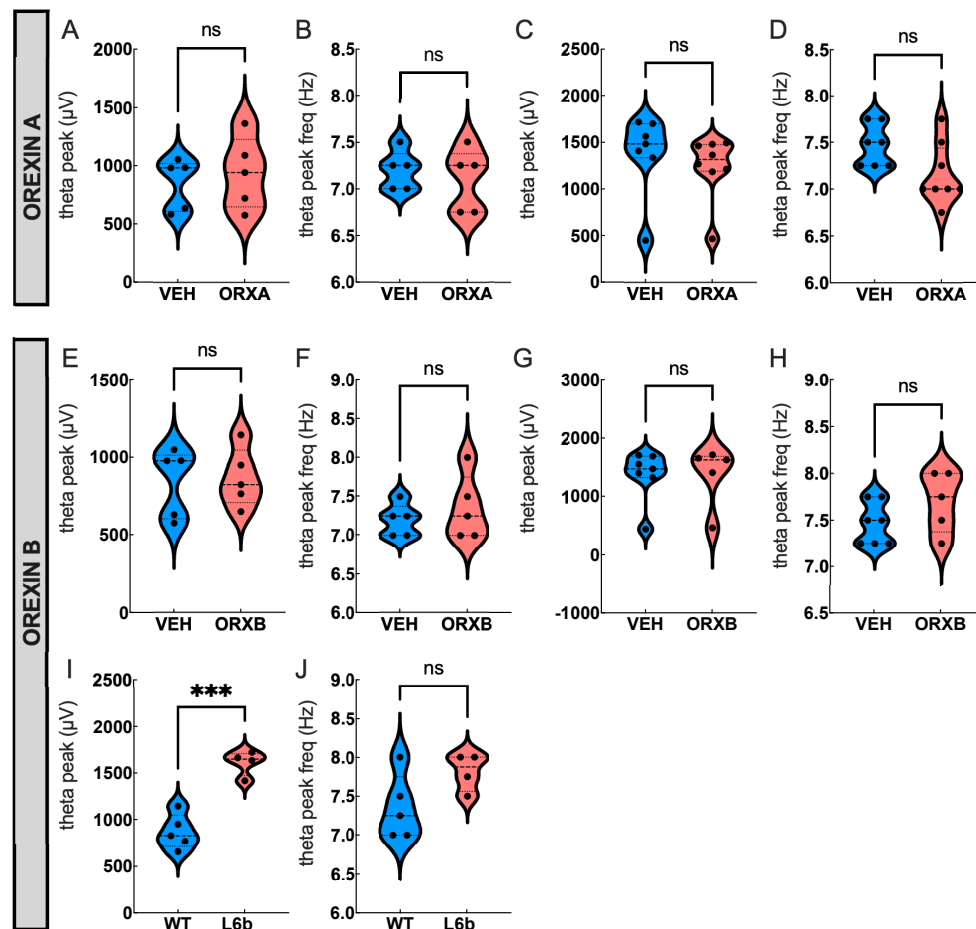 OREXIN A
A
theta peak (µV)
2000
1500
1000
500
0
ns
VEH
ORXA
B
theta peak freq (Hz)
8.5
8.0
7.5
7.0
6.5
6.0
ns
VEH
ORXA
C
theta peak (µV)
2500
2000
1500
1000
500
0
ns
VEH
ORXA
D
theta peak freq (Hz)
8.5
8.0
7.5
7.0
6.5
6.0
ns
VEH
ORXA
OREXIN B
E
theta peak (µV)
1500
1000
500
0
ns
VEH
ORXB
F
theta peak freq (Hz)
9.0
8.5
8.0
7.5
7.0
6.5
6.0
ns
VEH
ORXB
G
theta peak (µV)
3000
2000
1000
0
-1000
ns
VEH
ORXB
H
theta peak freq (Hz)
9.0
8.5
8.0
7.5
7.0
6.5
ns
VEH
ORXB
I
theta peak (µV)
2500
2000
1500
1000
500
0
***
WT
L6b
J
theta peak freq (Hz)
9.0
8.5
8.0
7.5
7.0
6.5
6.0
ns
WT
L6b